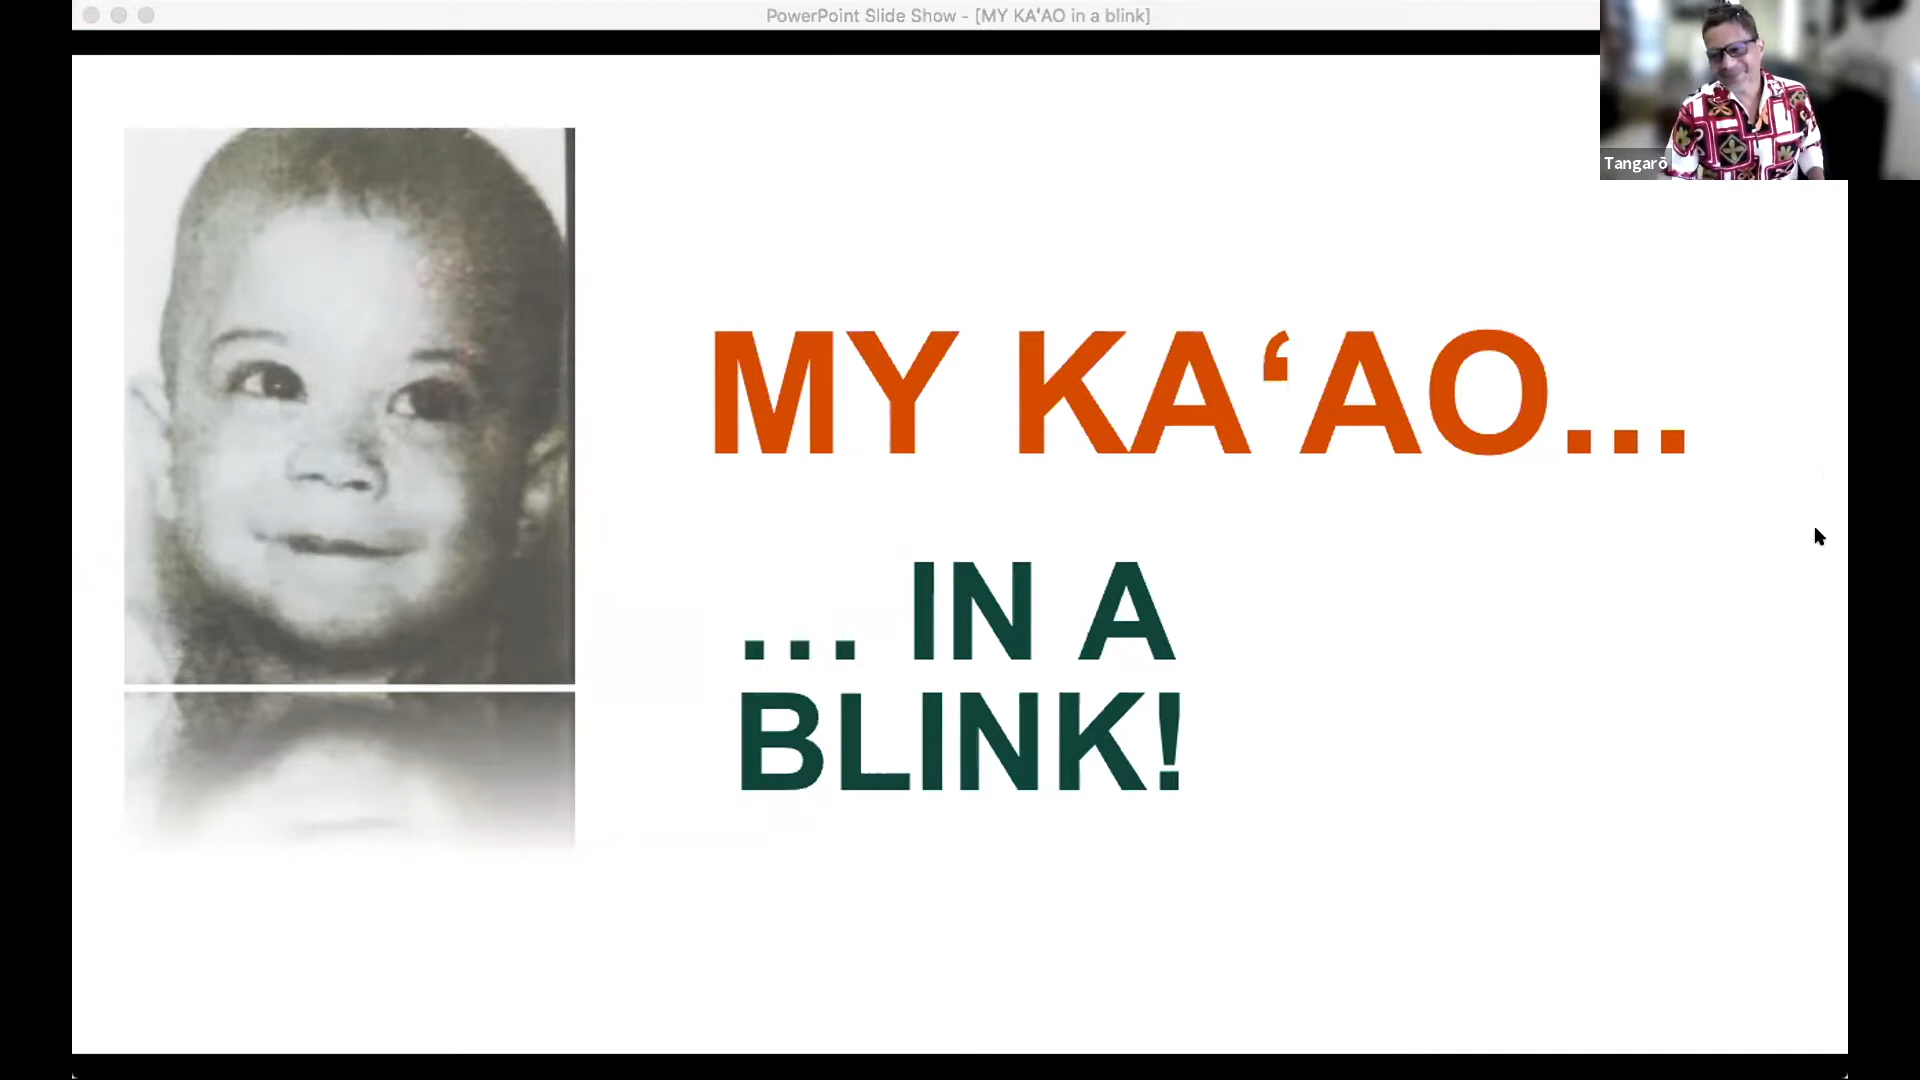 PowerPoint Slide Show - [MY KAʻAO in a blink]
Tangarō
MY KAʻAO...
... IN A
BLINK!